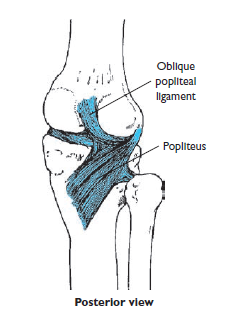 Oblique
popliteal
ligament
Popliteus
Posterior view